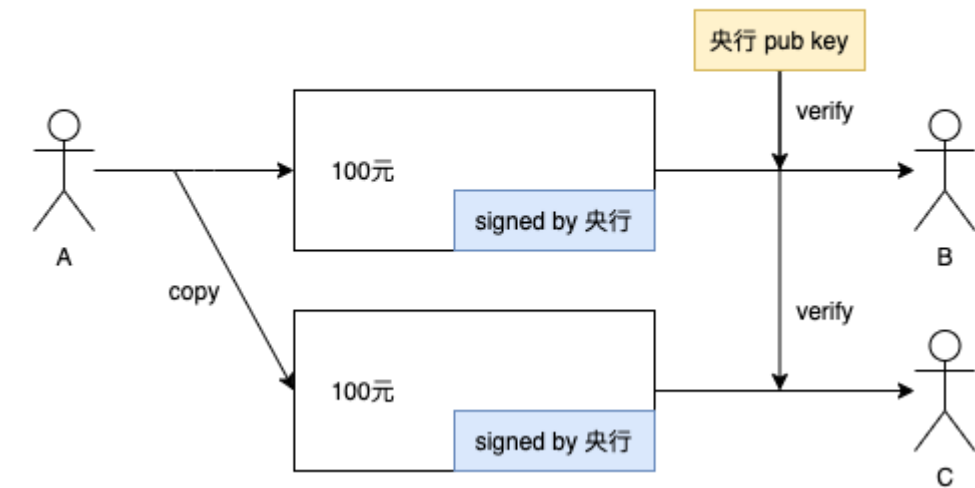 央行 pub key
verify
100元
signed by 央行
A
B
copy
verify
100元
signed by 央行
C